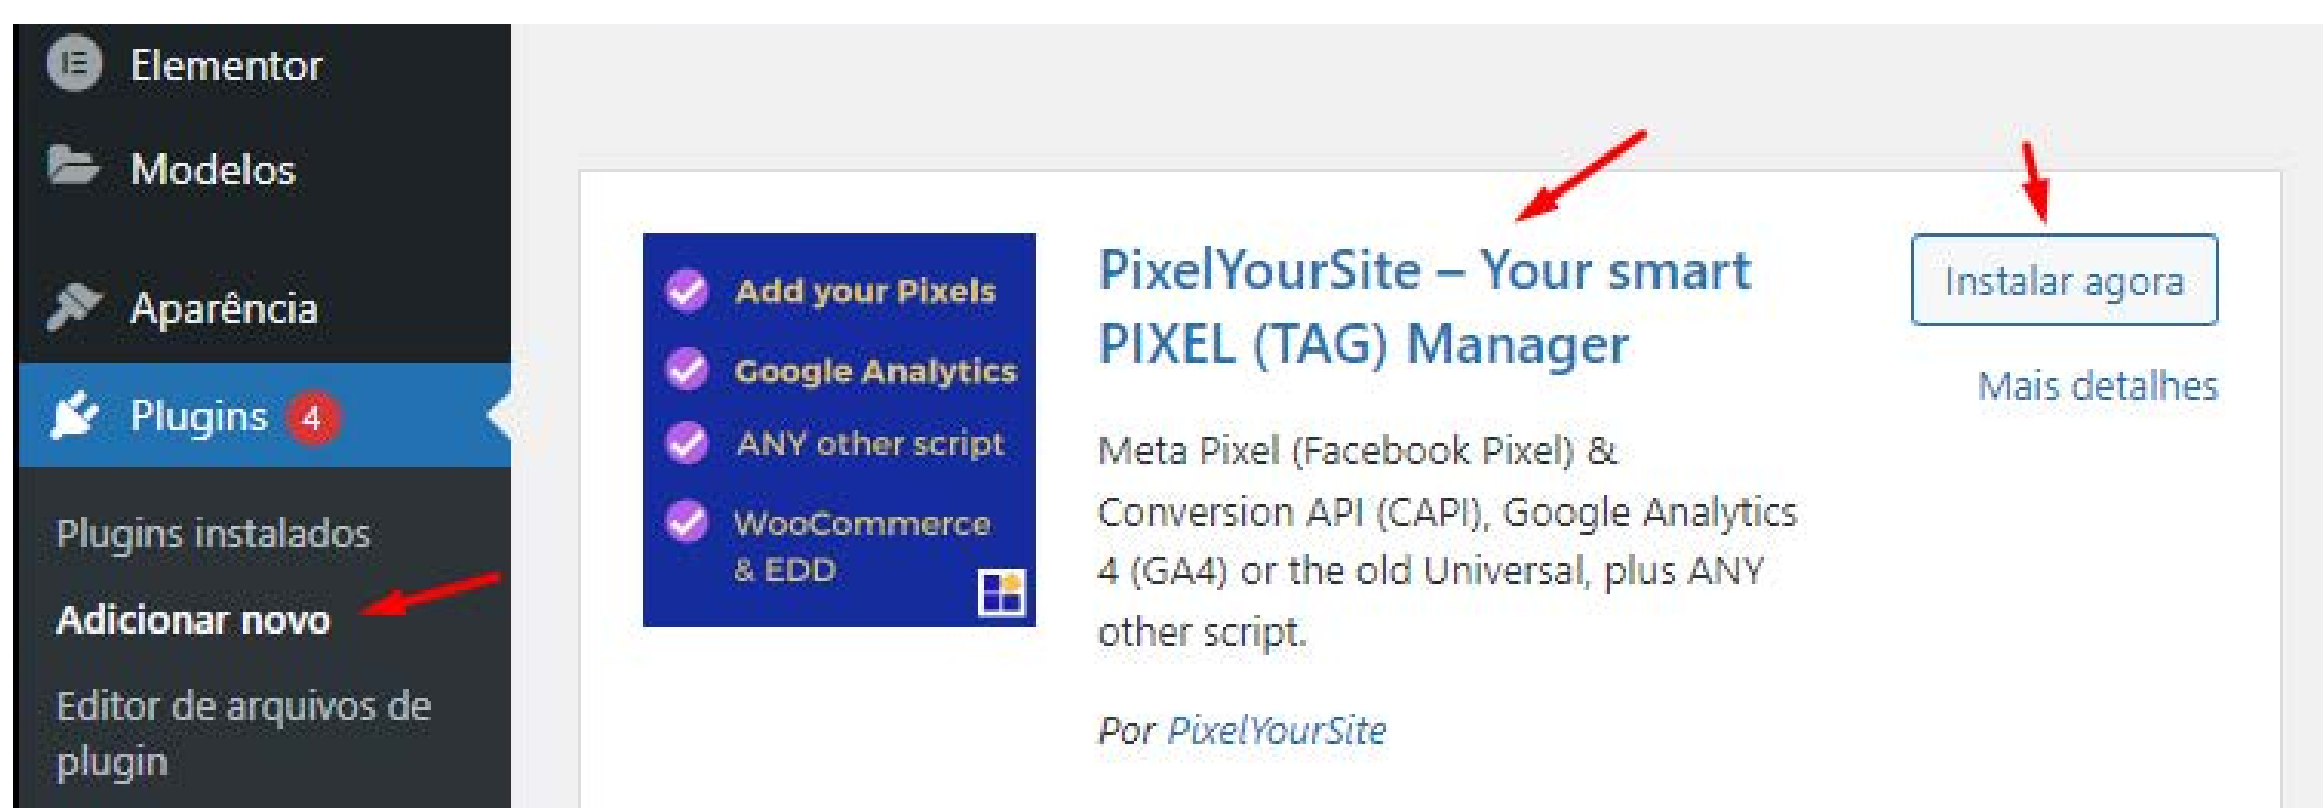 Elementor
Modelos
Aparência
Plugins 4
Plugins instalados
Adicionar novo
Editor de arquivos de
plugin
Add your Pixels
Google Analytics
ANY other script
WooCommerce
& EDD
PixelYourSite – Your smart
PIXEL (TAG) Manager
Meta Pixel (Facebook Pixel) &
Conversion API (CAPI), Google Analytics
4 (GA4) or the old Universal, plus ANY
other script.
Por PixelYourSite
Instalar agora
Mais detalhes